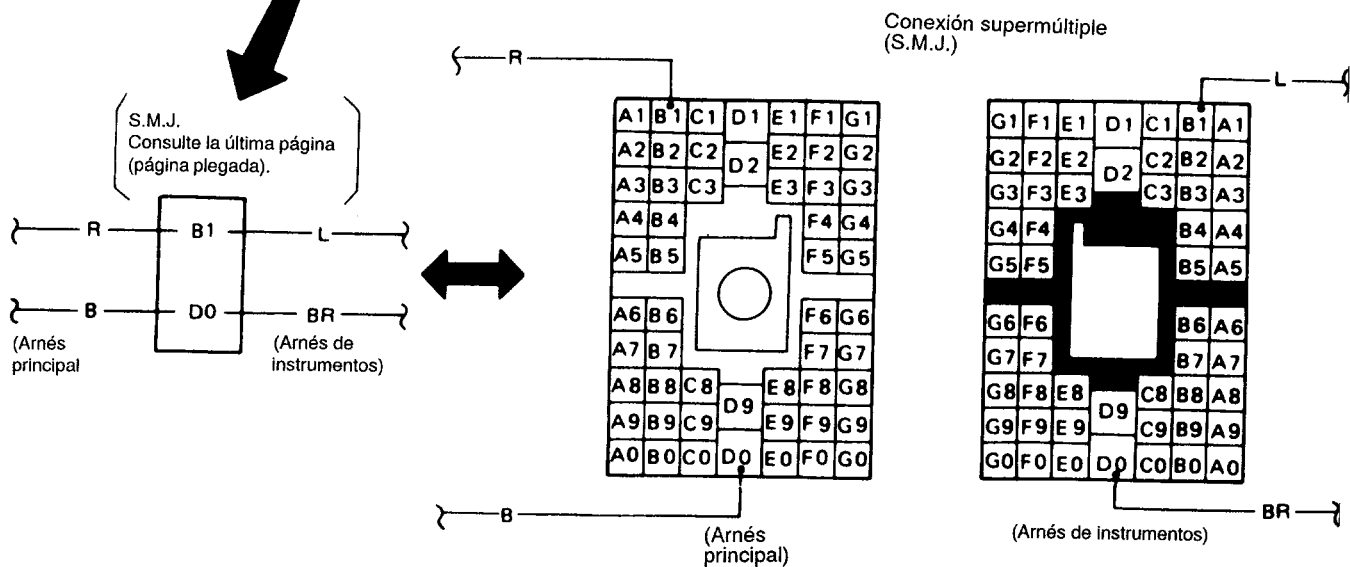 Conexión supermúltiple
(S.M.J.)
R
L
S.M.J.
Consulte la última página
(página plegada).
R B1 L
B D0 BR
(Arnés
principal
(Arnés de
instrumentos)
A1 B1 C1 D1 E1 F1 G1
A2 B2 C2 D2 E2 F2 G2
A3 B3 C3 E3 F3 G3
A4 B4 F4 G4
A5 B5 F5 G5
A6 B6 F6 G6
A7 B7 F7 G7
A8 B8 C8 D9 E8 F8 G8
A9 B9 C9 E9 F9 G9
A0 B0 C0 D0 E0 F0 G0
B
(Arnés
principal)
G1 F1 E1 D1 C1 B1 A1
G2 F2 E2 D2 C2 B2 A2
G3 F3 E3 C3 B3 A3
G4 F4 B4 A4
G5 F5 B5 A5
G6 F6 B6 A6
G7 F7 B7 A7
G8 F8 E8 D9 C8 B8 A8
G9 F9 E9 C9 B9 A9
G0 F0 E0 D0 C0 B0 A0
BR
(Arnés de instrumentos)